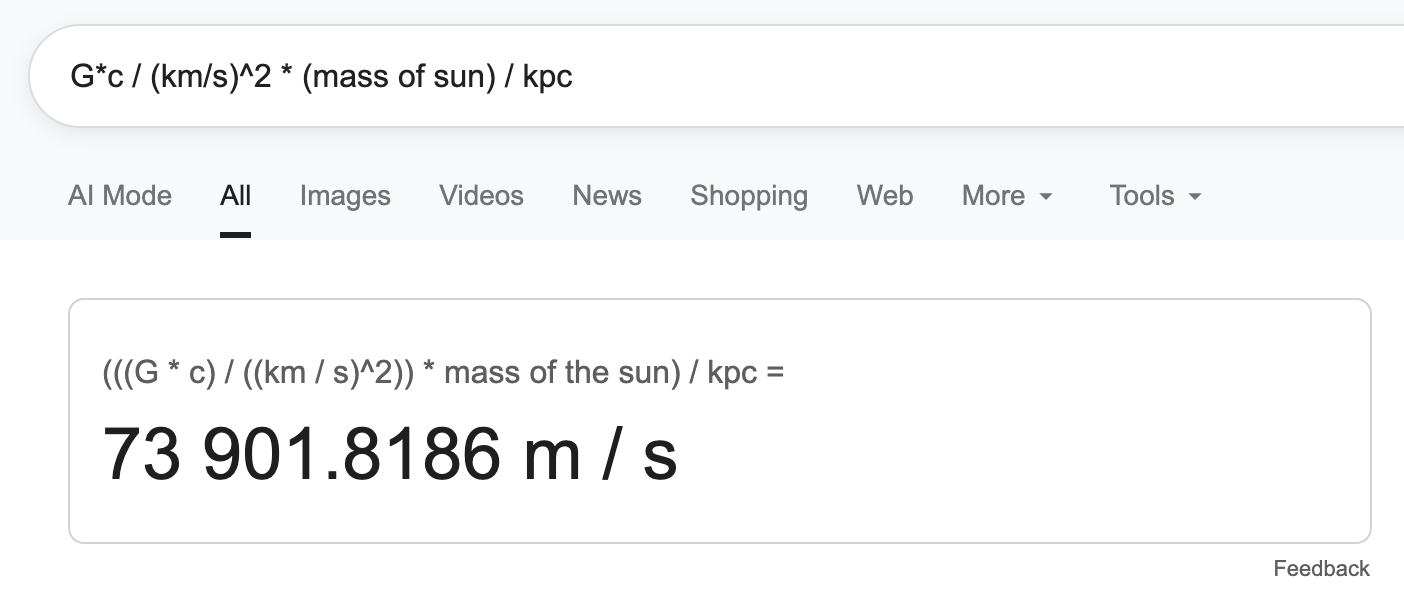 G*c / (km/s)^2 * (mass of sun) / kpc
AI Mode All Images Videos News Shopping Web More Tools
(((G * c) / ((km / s)^2)) * mass of the sun) / kpc =
73 901.8186 m / s
Feedback